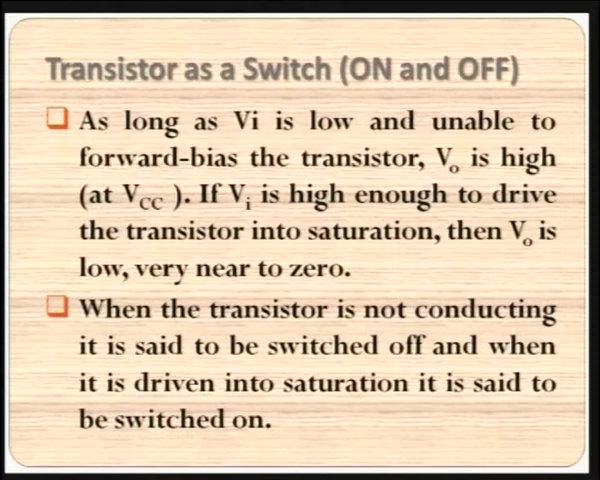 Transistor as a Switch (ON and OFF)
As long as Vi is low and unable to
forward-bias the transistor, Vo is high
(at VCC ). If Vi is high enough to drive
the transistor into saturation, then Vo is
low, very near to zero.
When the transistor is not conducting
it is said to be switched off and when
it is driven into saturation it is said to
be switched on.